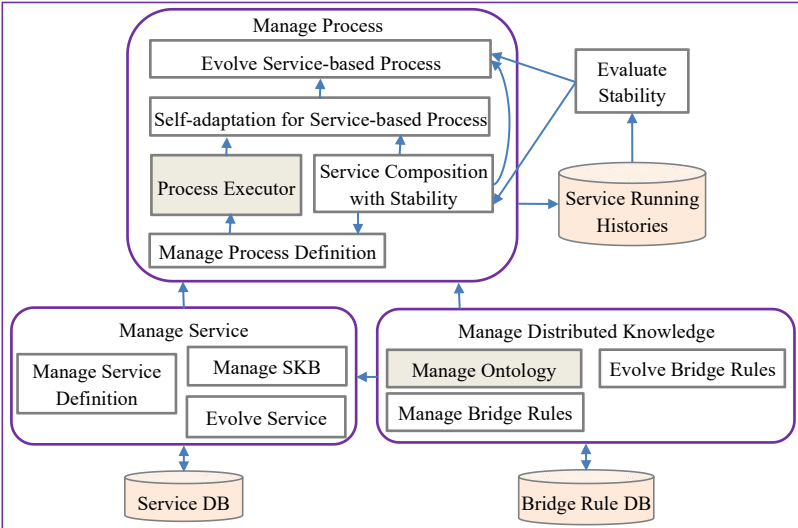 Manage Process
Evolve Service-based Process
Evaluate
Stability
Self-adaptation for Service-based Process
Process Executor
Service Composition
with Stability
Service Running
Histories
Manage Process Definition
Manage Service
Manage Service
Definition
Manage SKB
Evolve Service
Manage Distributed Knowledge
Manage Ontology
Evolve Bridge Rules
Manage Bridge Rules
Service DB
Bridge Rule DB